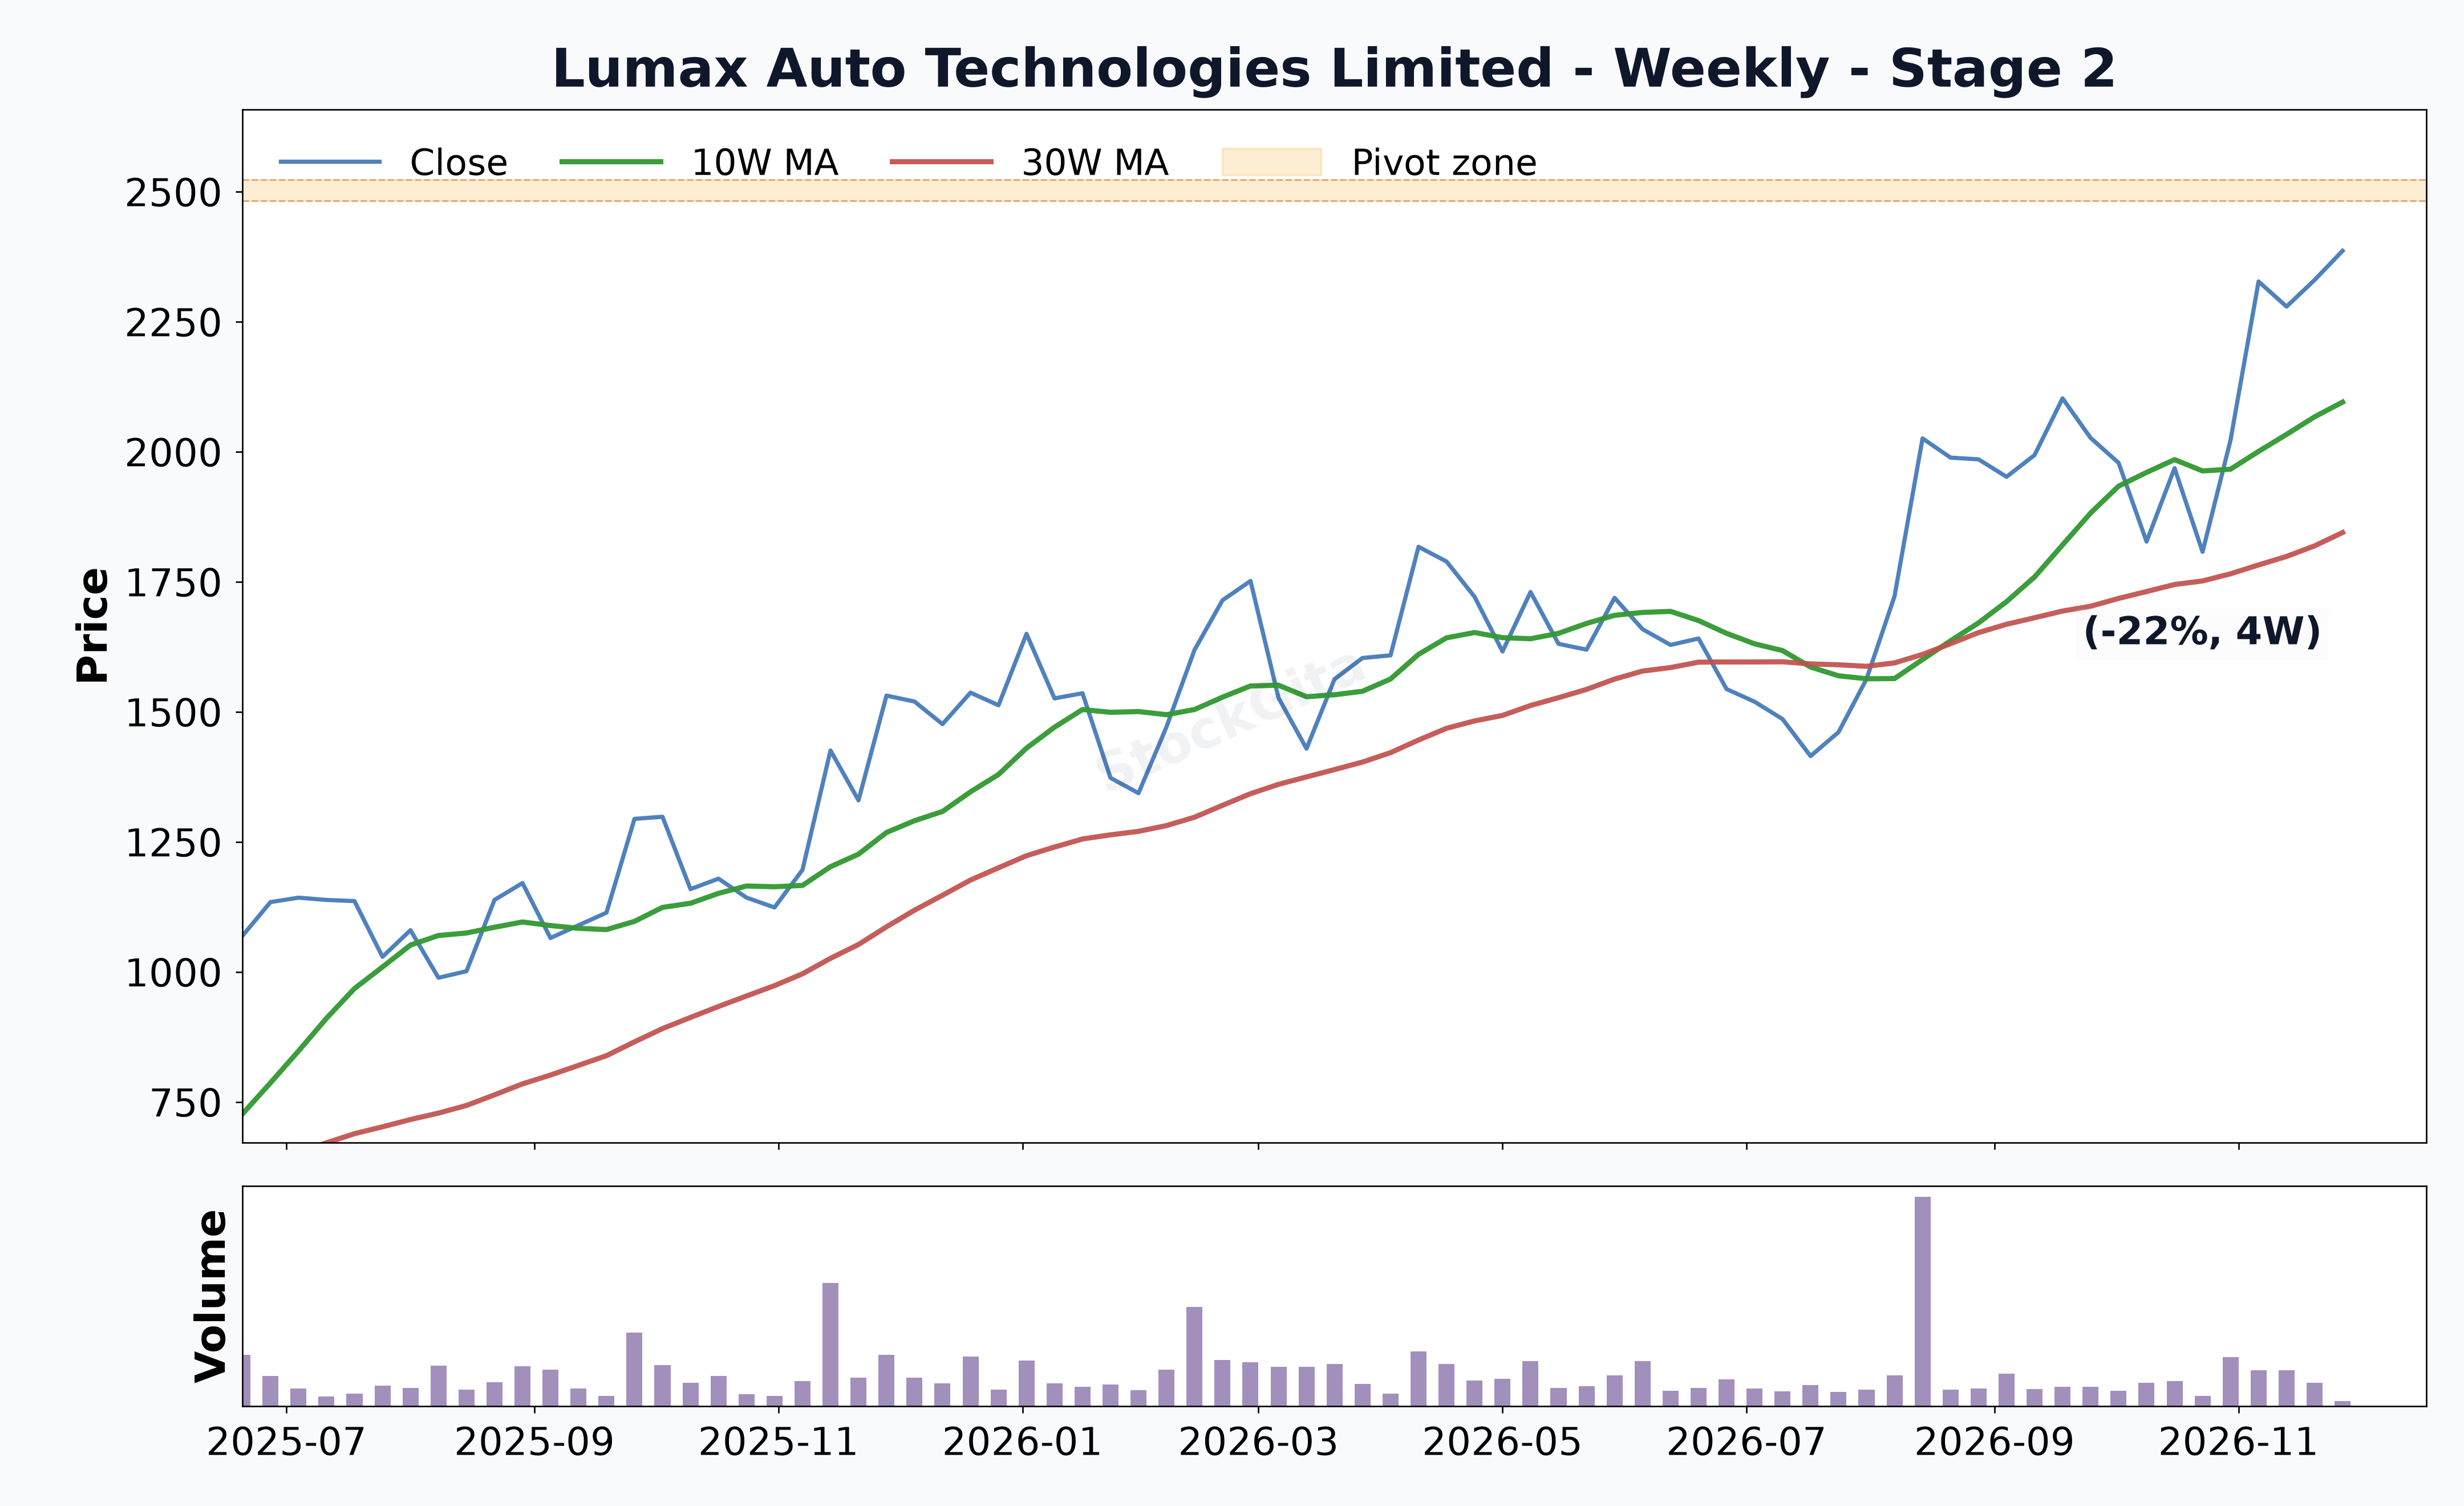 Lumax Auto Technologies Limited - Weekly - Stage 2
Close 10W MA 30W MA Pivot zone
2500
2250
2000
1750
1500
1250
1000
750
Price
(-22%, 4W)
StockGita
Volume
2025-07 2025-09 2025-11 2026-01 2026-03 2026-05 2026-07 2026-09 2026-11